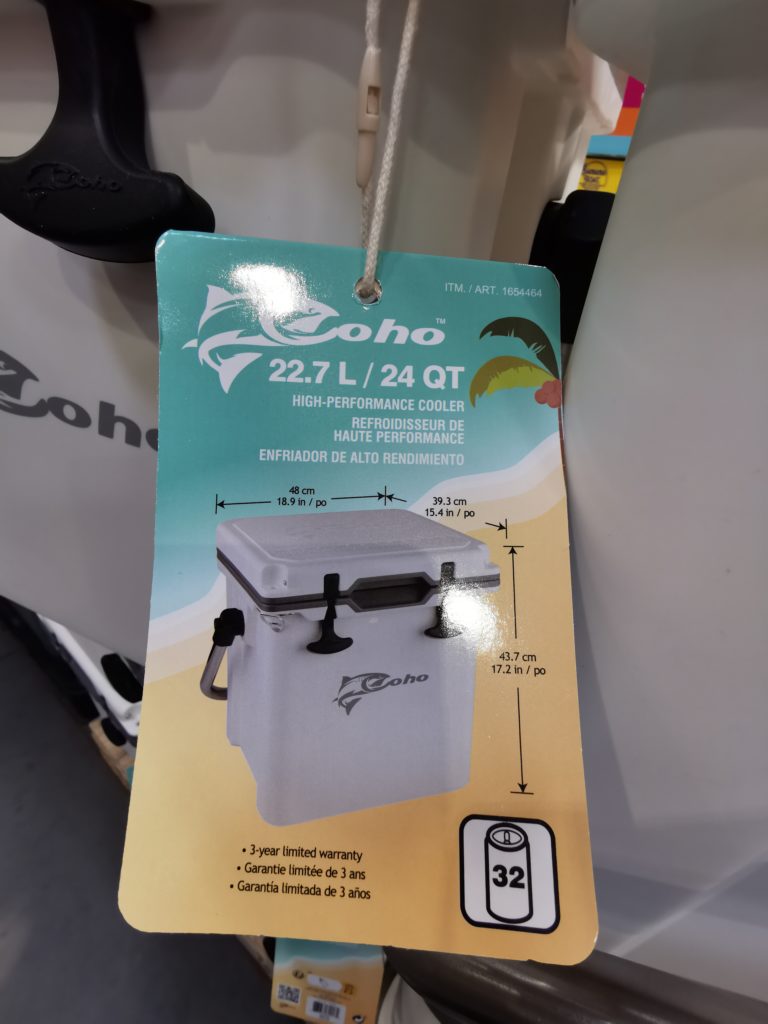 Coho
ITM. / ART. 1654464
Coho™
22.7 L / 24 QT
HIGH-PERFORMANCE COOLER
REFROIDISSEUR DE
HAUTE PERFORMANCE
ENFRIADOR DE ALTO RENDIMIENTO
48 cm
18.9 in / po
39.3 cm
15.4 in / po
Coho
43.7 cm
17.2 in / po
Coho
• 3-year limited warranty
• Garantie limitée de 3 ans
• Garantía limitada de 3 años
32